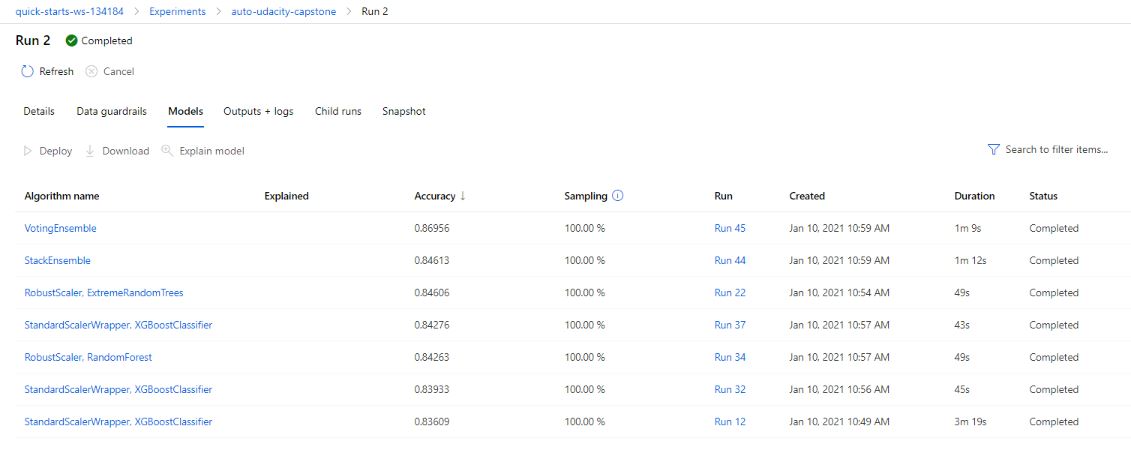 quick-starts-ws-134184 > Experiments > auto-udacity-capstone > Run 2
Run 2 Completed
Refresh Cancel
Details Data guardrails Models Outputs + logs Child runs Snapshot
Deploy Download Explain model Search to filter items...
Algorithm name Explained Accuracy ↓ Sampling Run Created Duration Status
VotingEnsemble 0.86956 100.00 % Run 45 Jan 10, 2021 10:59 AM 1m 9s Completed
StackEnsemble 0.84613 100.00 % Run 44 Jan 10, 2021 10:59 AM 1m 12s Completed
RobustScaler, ExtremeRandomTrees 0.84606 100.00 % Run 22 Jan 10, 2021 10:54 AM 49s Completed
StandardScalerWrapper, XGBoostClassifier 0.84276 100.00 % Run 37 Jan 10, 2021 10:57 AM 43s Completed
RobustScaler, RandomForest 0.84263 100.00 % Run 34 Jan 10, 2021 10:57 AM 49s Completed
StandardScalerWrapper, XGBoostClassifier 0.83933 100.00 % Run 32 Jan 10, 2021 10:56 AM 45s Completed
StandardScalerWrapper, XGBoostClassifier 0.83609 100.00 % Run 12 Jan 10, 2021 10:49 AM 3m 19s Completed